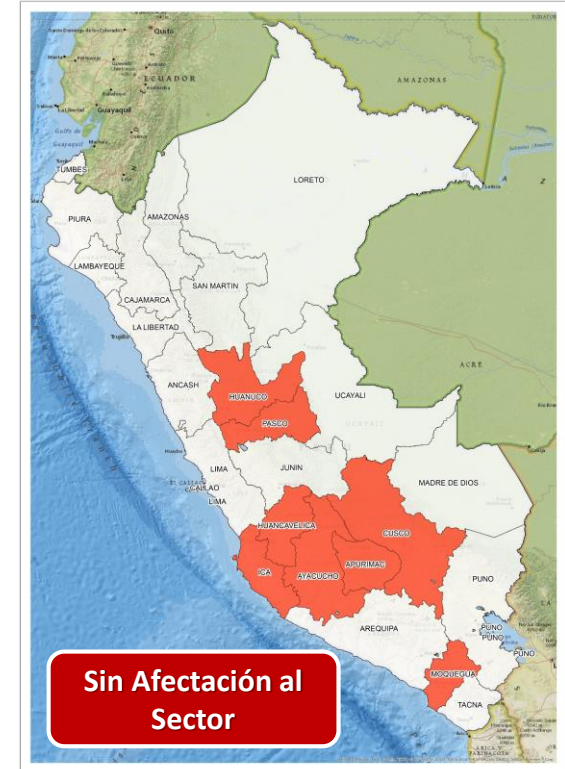 Quito
ECUADOR
Guayaquil
AMAZONAS
TUMBES
LORETO
PIURA
AMAZONAS
LAMBAYEQUE
SAN MARTIN
CAJAMARCA
LA LIBERTAD
Trujillo
ACRE
ANCASH
HUANUCO
UCAYALI
PASCO
LIMA
JUNIN
MADRE DE DIOS
CALLAO
LIMA
HUANCAVELICA
CUSCO
ICA
AYACUCHO
APURIMAC
PUNO
AREQUIPA
PUNO
PUNO
PUNO
MOQUEGUA
TACNA
Sin Afectación al
Sector